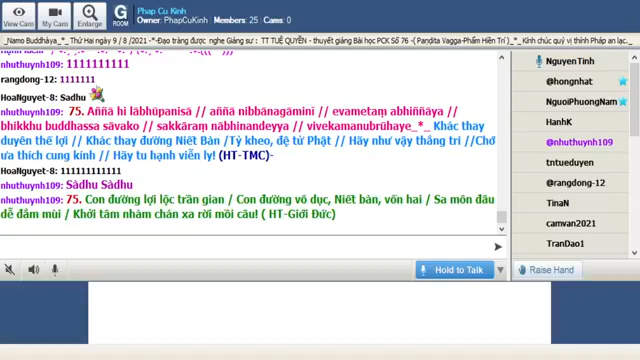 Phap Cu Kinh
Owner: PhapCuKinh Members: 25 Cams: 0
View Cam
My Cam
Enlarge
G
ROOM
_Namo Buddhàya_*_ Thứ Hai ngày 9 / 8 / 2021 -*-Đạo tràng được nghe Giảng sư : TT TUỆ QUYỀN - thuyết giảng Bài học PCK Số 76 -( Paṇḍita Vagga-Phẩm Hiền Trí )_*_ Kính chúc quý vị thính Pháp an lạc.
nhuthuynh109: 1111111111
rangdong-12: 1111111
HoaNguyet-8: Sadhu
nhuthuynh109: 75. Aññā hi lābhūpanisā // aññā nibbānagāminī // evametaṃ abhiññāya //
bhikkhu buddhassa sāvako // sakkāraṃ nābhinandeyya // vivekamanubrūhaye_*_ Khác thay
duyên thế lợi // Khác thay đường Niết Bàn /Tỷ kheo, đệ tử Phật // Hãy như vậy thắng tri //Chớ
ưa thích cung kính // Hãy tu hạnh viễn ly! (HT-TMC)-
HoaNguyet-8: 111111111111
nhuthuynh109: Sàdhu Sàdhu
nhuthuynh109: 75. Con đường lợi lộc trần gian / Con đường vô dục, Niết bàn, vốn hai / Sa môn đâu
dễ đắm mùi / Khởi tâm nhàm chán xa rời mồi câu! ( HT-Giới Đức)
Hold to Talk
NguyenTinh
@hongnhat
NguoiPhuongNam
HanhK
@nhuthuynh109
tntueduyen
@rangdong-12
TinaN
camvan2021
TranDao1
Raise Hand